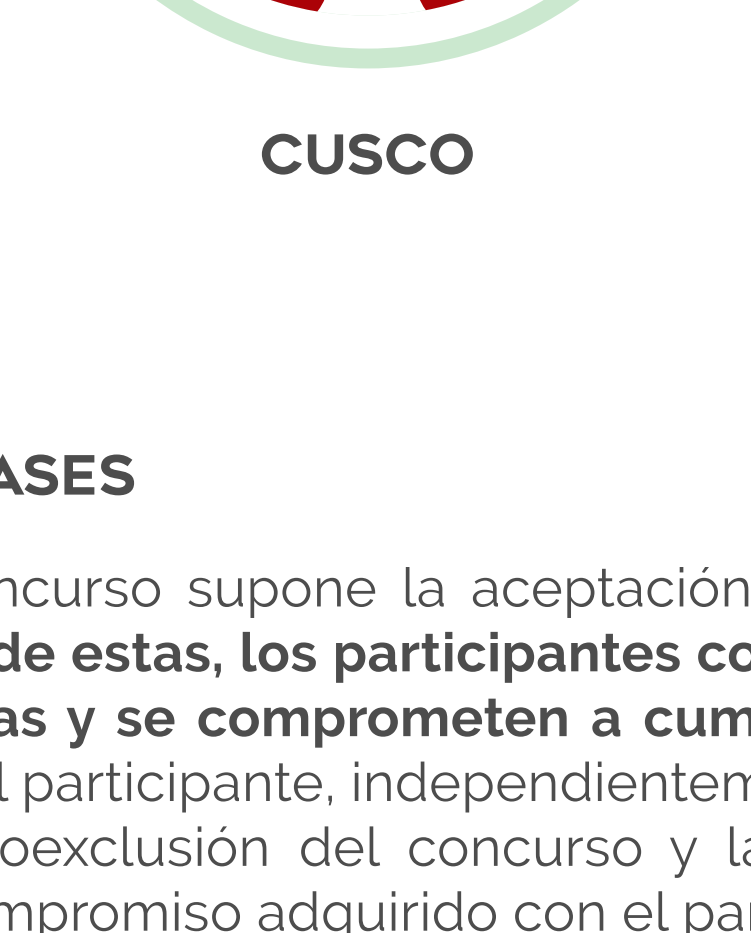 CUSCO
ASES
ncurso supone la aceptación
de estas, los participantes co
as y se comprometen a cum
l participante, independientem
oexclusión del concurso y la
mpromiso adquirido con el par